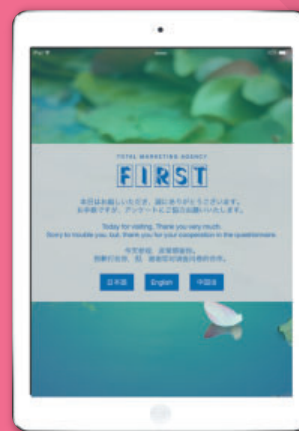 TOTAL MARKETING AGENCY
FIRST
本日はお越しいただき、誠にありがとうございます。
お手数ですが、アンケートにご協力お願いいたします。
Today for visiting. Thank you very much.
Sorry to trouble you, but, thank you for your cooperation in the questionnaire.
日本語
English
中国语